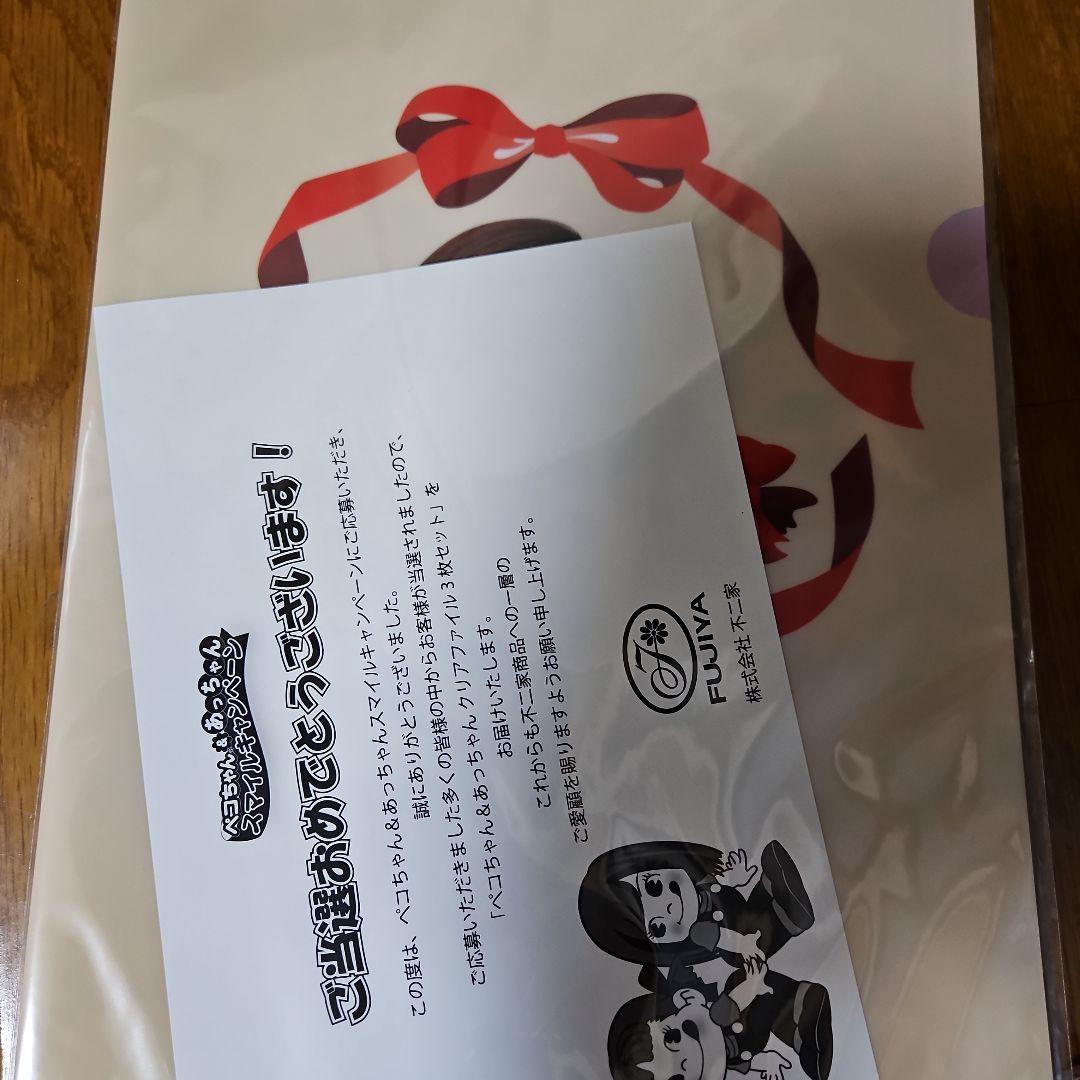 ペコちゃん&あっちゃん
スマイルキャンペーン
ご当選おめでとうございます!
この度は、ペコちゃん&あっちゃんスマイルキャンペーンにご応募いただき、
誠にありがとうございました。
ご応募いただきました多くの皆様の中からお客様が当選されましたので、
「ペコちゃん&あっちゃんクリアファイル3枚セット」を
お届けいたします。
これからも不二家商品への一層の
ご愛顧を賜りますようお願い申し上げます。
F
FUJIYA
株式会社 不二家